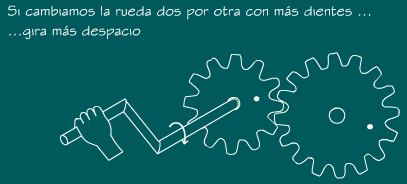 Si cambiamos la rueda dos por otra con más dientes ...
...gira más despacio